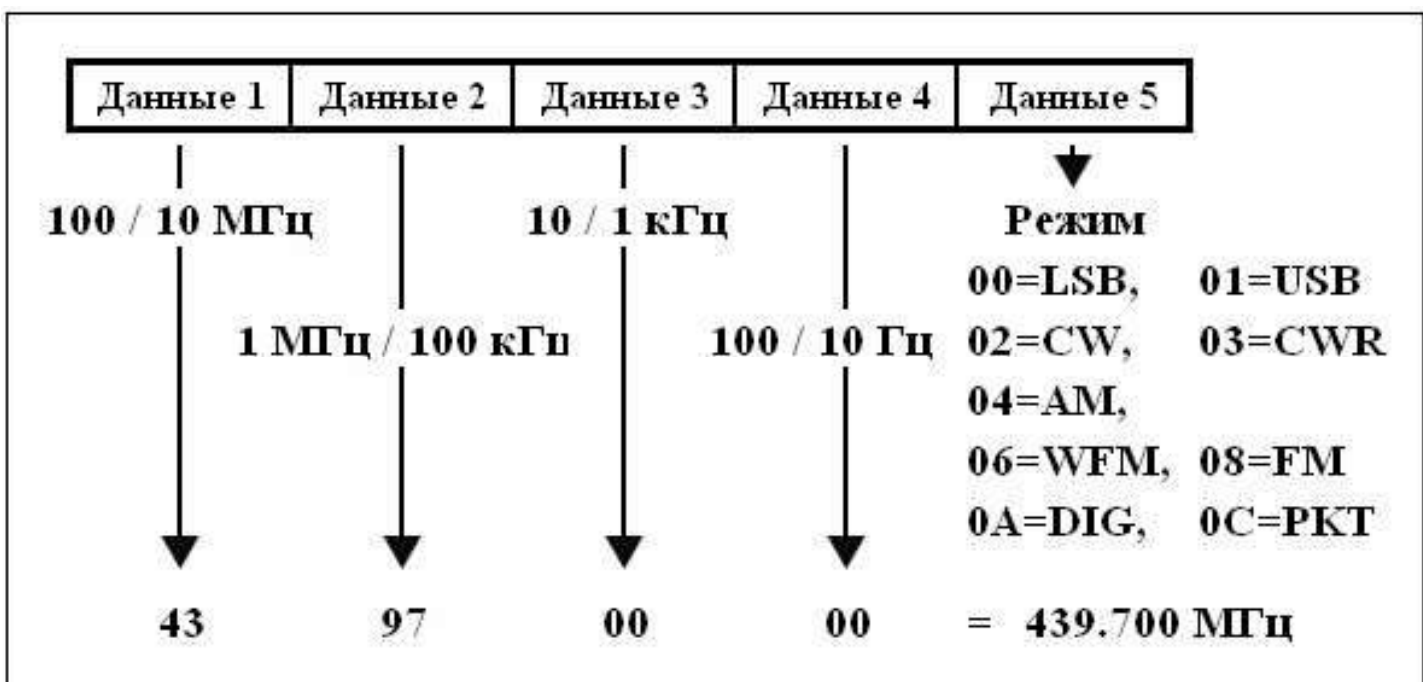 Данные 1 Данные 2 Данные 3 Данные 4 Данные 5
100 / 10 МГц 10 / 1 кГц Режим
00=LSB, 01=USB
1 МГц / 100 кГц 100 / 10 Гц 02=CW, 03=CWR
04=AM,
06=WFM, 08=FM
0A=DIG, 0C=PKT
43 97 00 00 = 439.700 МГц